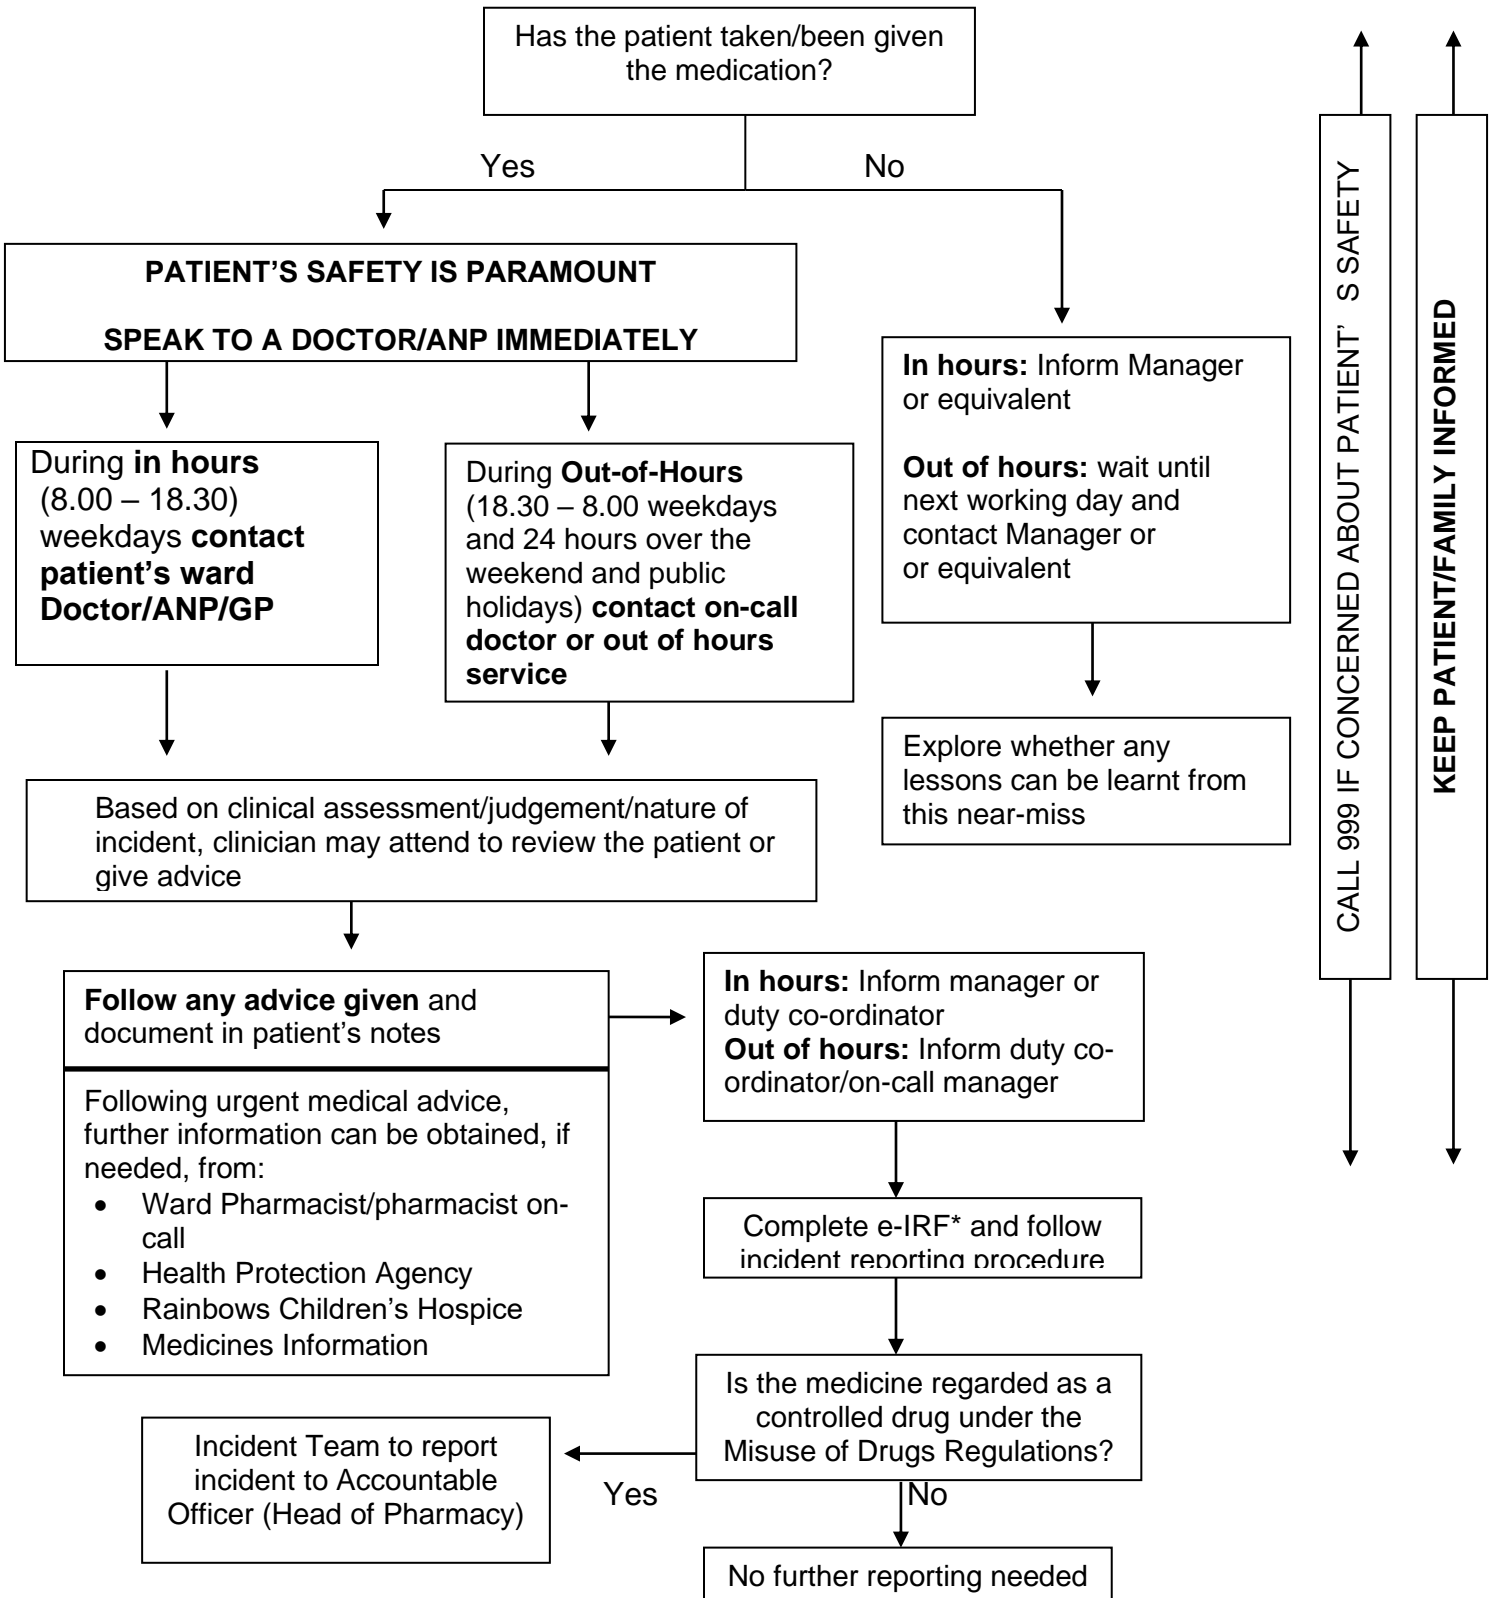 Has the patient taken/been given
the medication?
Yes
No
PATIENT’S SAFETY IS PARAMOUNT
SPEAK TO A DOCTOR/ANP IMMEDIATELY
During in hours
(8.00 – 18.30)
weekdays contact
patient’s ward
Doctor/ANP/GP
During Out-of-Hours
(18.30 – 8.00 weekdays
and 24 hours over the
weekend and public
holidays) contact on-call
doctor or out of hours
service
In hours: Inform Manager
or equivalent
Out of hours: wait until
next working day and
contact Manager or
or equivalent
Explore whether any
lessons can be learnt from
this near-miss
Based on clinical assessment/judgement/nature of
incident, clinician may attend to review the patient or
give advice
Follow any advice given and
document in patient’s notes
Following urgent medical advice,
further information can be obtained, if
needed, from:
• Ward Pharmacist/pharmacist on-
call
• Health Protection Agency
• Rainbows Children’s Hospice
• Medicines Information
In hours: Inform manager or
duty co-ordinator
Out of hours: Inform duty co-
ordinator/on-call manager
Complete e-IRF* and follow
incident reporting procedure
Is the medicine regarded as a
controlled drug under the
Misuse of Drugs Regulations?
Yes
No
Incident Team to report
incident to Accountable
Officer (Head of Pharmacy)
No further reporting needed
CALL 999 IF CONCERNED ABOUT PATIENT’ S SAFETY
KEEP PATIENT/FAMILY INFORMED